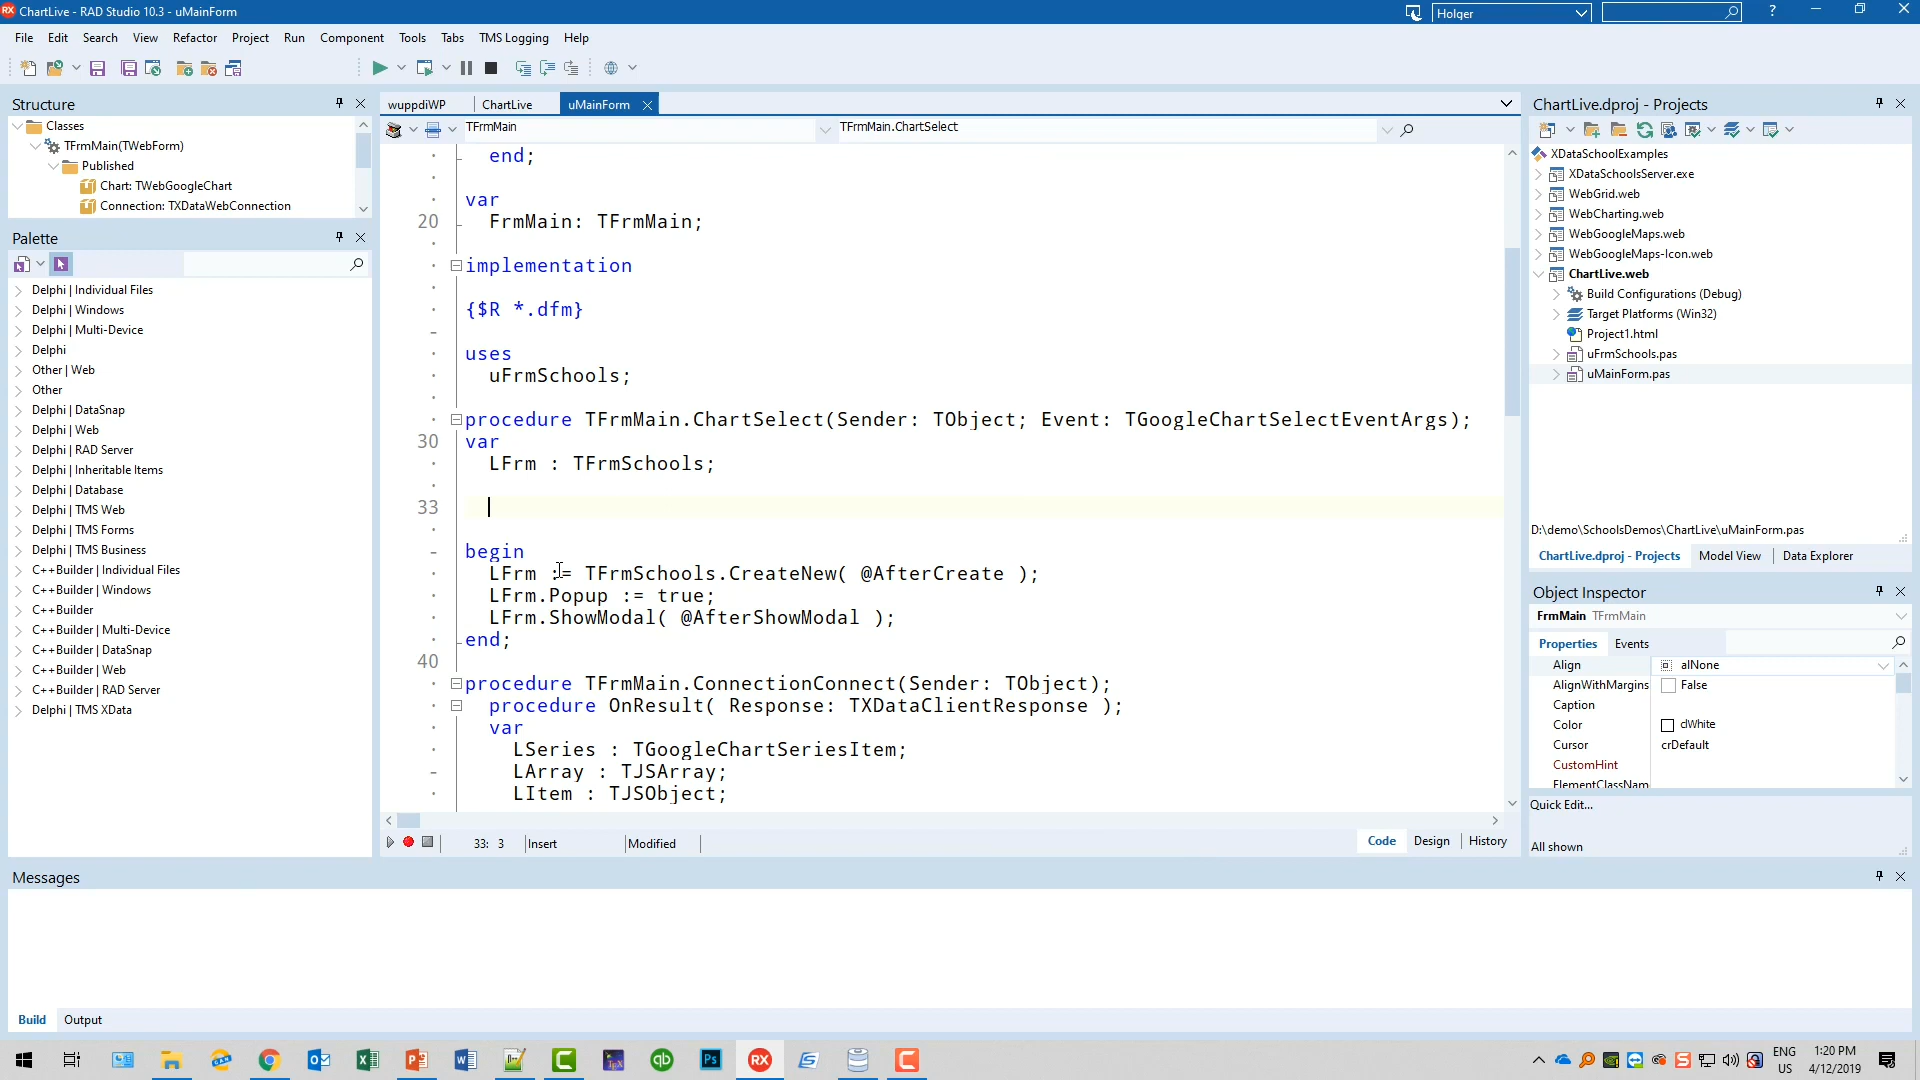 RX ChartLive - RAD Studio 10.3 - uMainForm
Holger
?
File Edit Search View Refactor Project Run Component Tools Tabs TMS Logging Help
Structure
Classes
TFrmMain(TWebForm)
Published
Chart: TWebGoogleChart
Connection: TXDataWebConnection
Palette
Delphi | Individual Files
Delphi | Windows
Delphi | Multi-Device
Delphi
Other | Web
Other
Delphi | DataSnap
Delphi | Web
Delphi | RAD Server
Delphi | Inheritable Items
Delphi | Database
Delphi | TMS Web
Delphi | TMS Forms
Delphi | TMS Business
C++Builder | Individual Files
C++Builder | Windows
C++Builder
C++Builder | Multi-Device
C++Builder | DataSnap
C++Builder | Web
C++Builder | RAD Server
Delphi | TMS XData
wuppdiWP ChartLive uMainForm
TFrmMain TFrmMain.ChartSelect
end;
var
20 FrmMain: TFrmMain;
implementation
{$R *.dfm}
uses
uFrmSchools;
procedure TFrmMain.ChartSelect(Sender: TObject; Event: TGoogleChartSelectEventArgs);
30 var
LFrm : TFrmSchools;
33
begin
LFrm := TFrmSchools.CreateNew( @AfterCreate );
LFrm.Popup := true;
LFrm.ShowModal( @AfterShowModal );
end;
40
procedure TFrmMain.ConnectionConnect(Sender: TObject);
procedure OnResult( Response: TXDataClientResponse );
var
LSeries : TGoogleChartSeriesItem;
LArray : TJSArray;
LItem : TJSObject;
33: 3 Insert Modified
Code Design History
ChartLive.dproj - Projects
XDataSchoolExamples
XDataSchoolsServer.exe
WebGrid.web
WebCharting.web
WebGoogleMaps.web
WebGoogleMaps-Icon.web
ChartLive.web
Build Configurations (Debug)
Target Platforms (Win32)
Project1.html
uFrmSchools.pas
uMainForm.pas
D:\demo\SchoolsDemos\ChartLive\uMainForm.pas
ChartLive.dproj - Projects Model View Data Explorer
Object Inspector
FrmMain TFrmMain
Properties Events
Align alNone
AlignWithMargins False
Caption
Color clWhite
Cursor crDefault
CustomHint
ElementClassNam
Quick Edit...
All shown
Messages
Build Output
RX
ENG
US
1:20 PM
4/12/2019